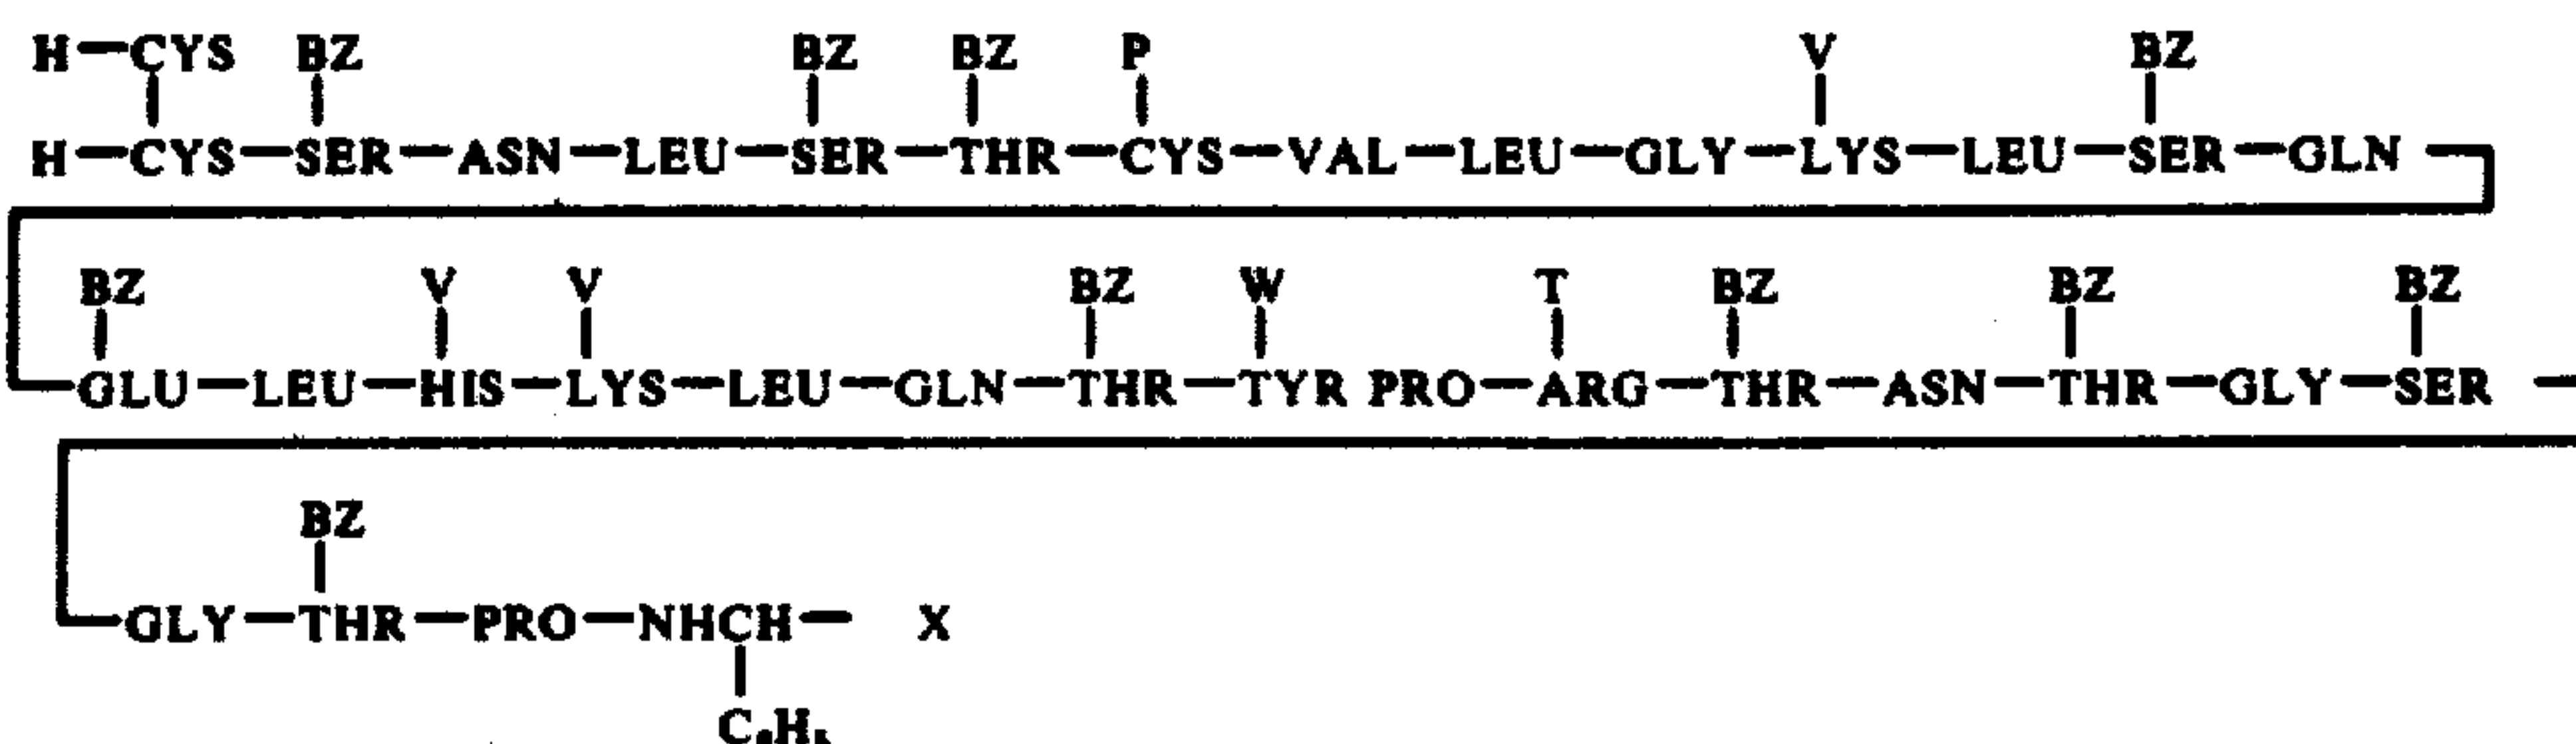 H—CYS BZ BZ BZ P V BZ
H—CYS—SER—ASN—LEU—SER—THR—CYS—VAL—LEU—GLY—LYS—LEU—SER—GLN
BZ V V BZ W T BZ BZ BZ
GLU—LEU—HIS—LYS—LEU—GLN—THR—TYR PRO—ARG—THR—ASN—THR—GLY—SER
BZ
GLY—THR—PRO—NHCH— X